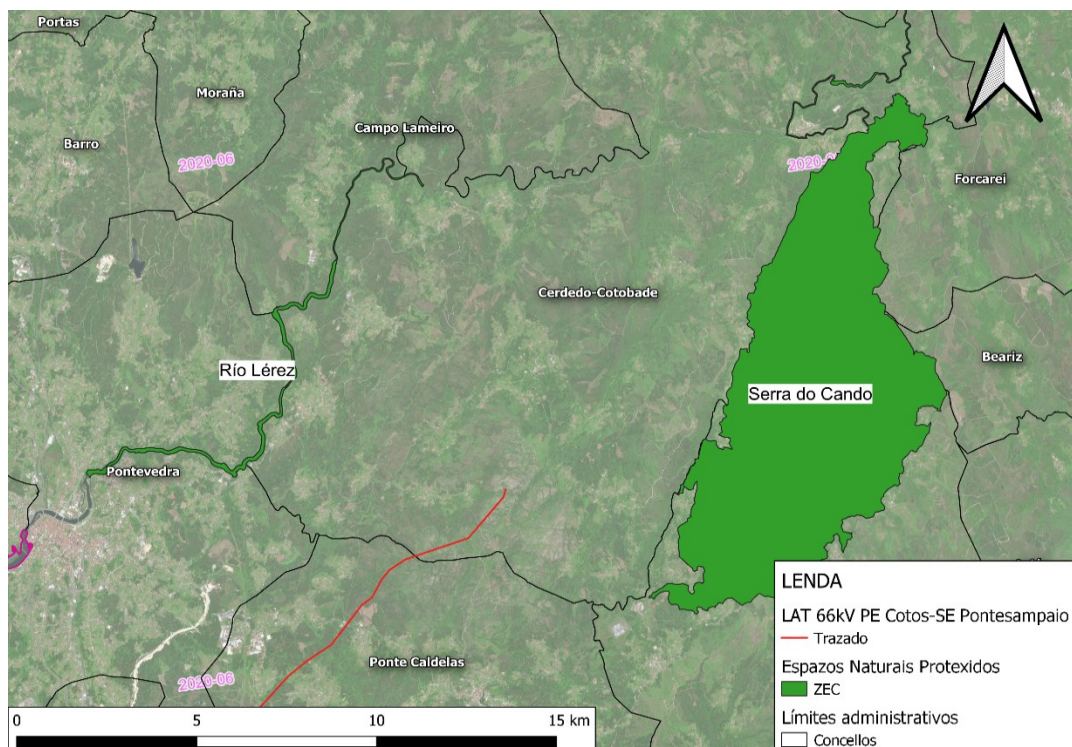 Portas
Moraña
Barro
2020-06
Campo Lameiro
2020-0
Forcarei
Cerdedo-Cotobade
Beariz
Río Lérez
Serra do Cando
Pontevedra
Ponte Caldelas
2020-06
LENDA
LAT 66kV PE Cotos-SE Pontesampaio
Trazado
Espazos Naturais Protexidos
ZEC
Límites administrativos
Concellos
0 5 10 15 km